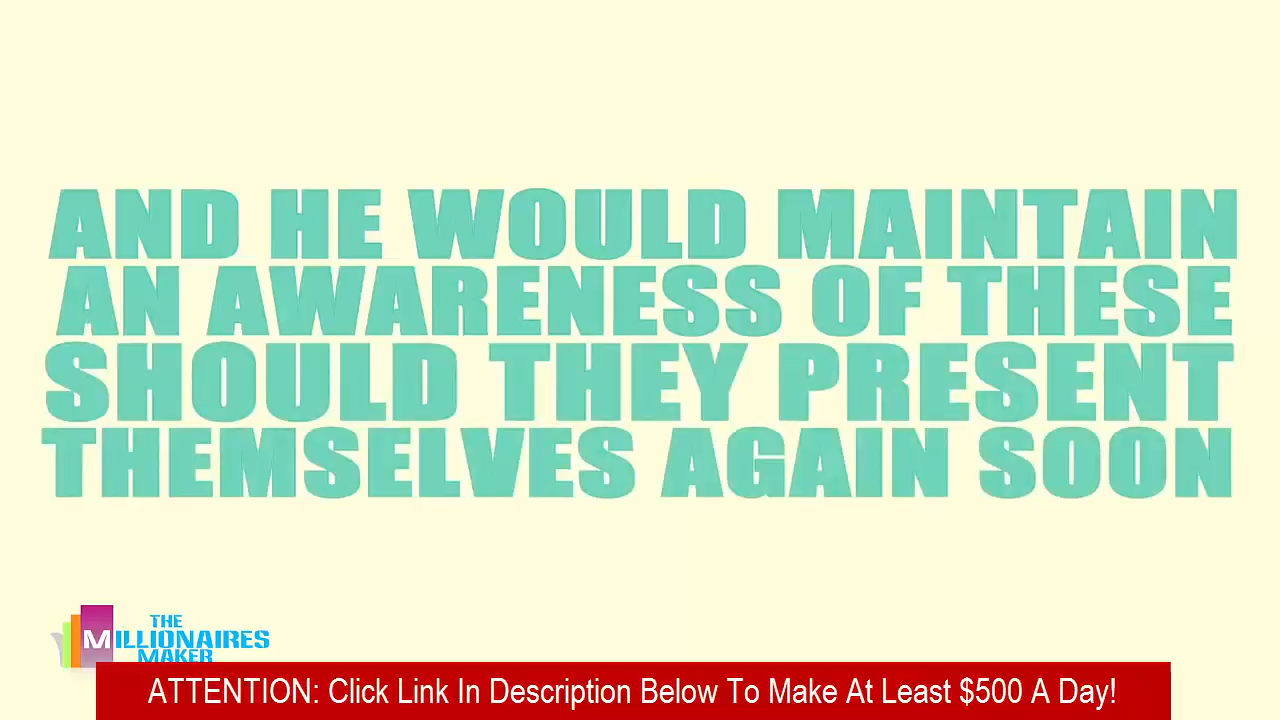 AND HE WOULD MAINTAIN
AN AWARENESS OF THESE
SHOULD THEY PRESENT
THEMSELVES AGAIN SOON
THE
MILLIONAIRES
MAKER
ATTENTION: Click Link In Description Below To Make At Least $500 A Day!